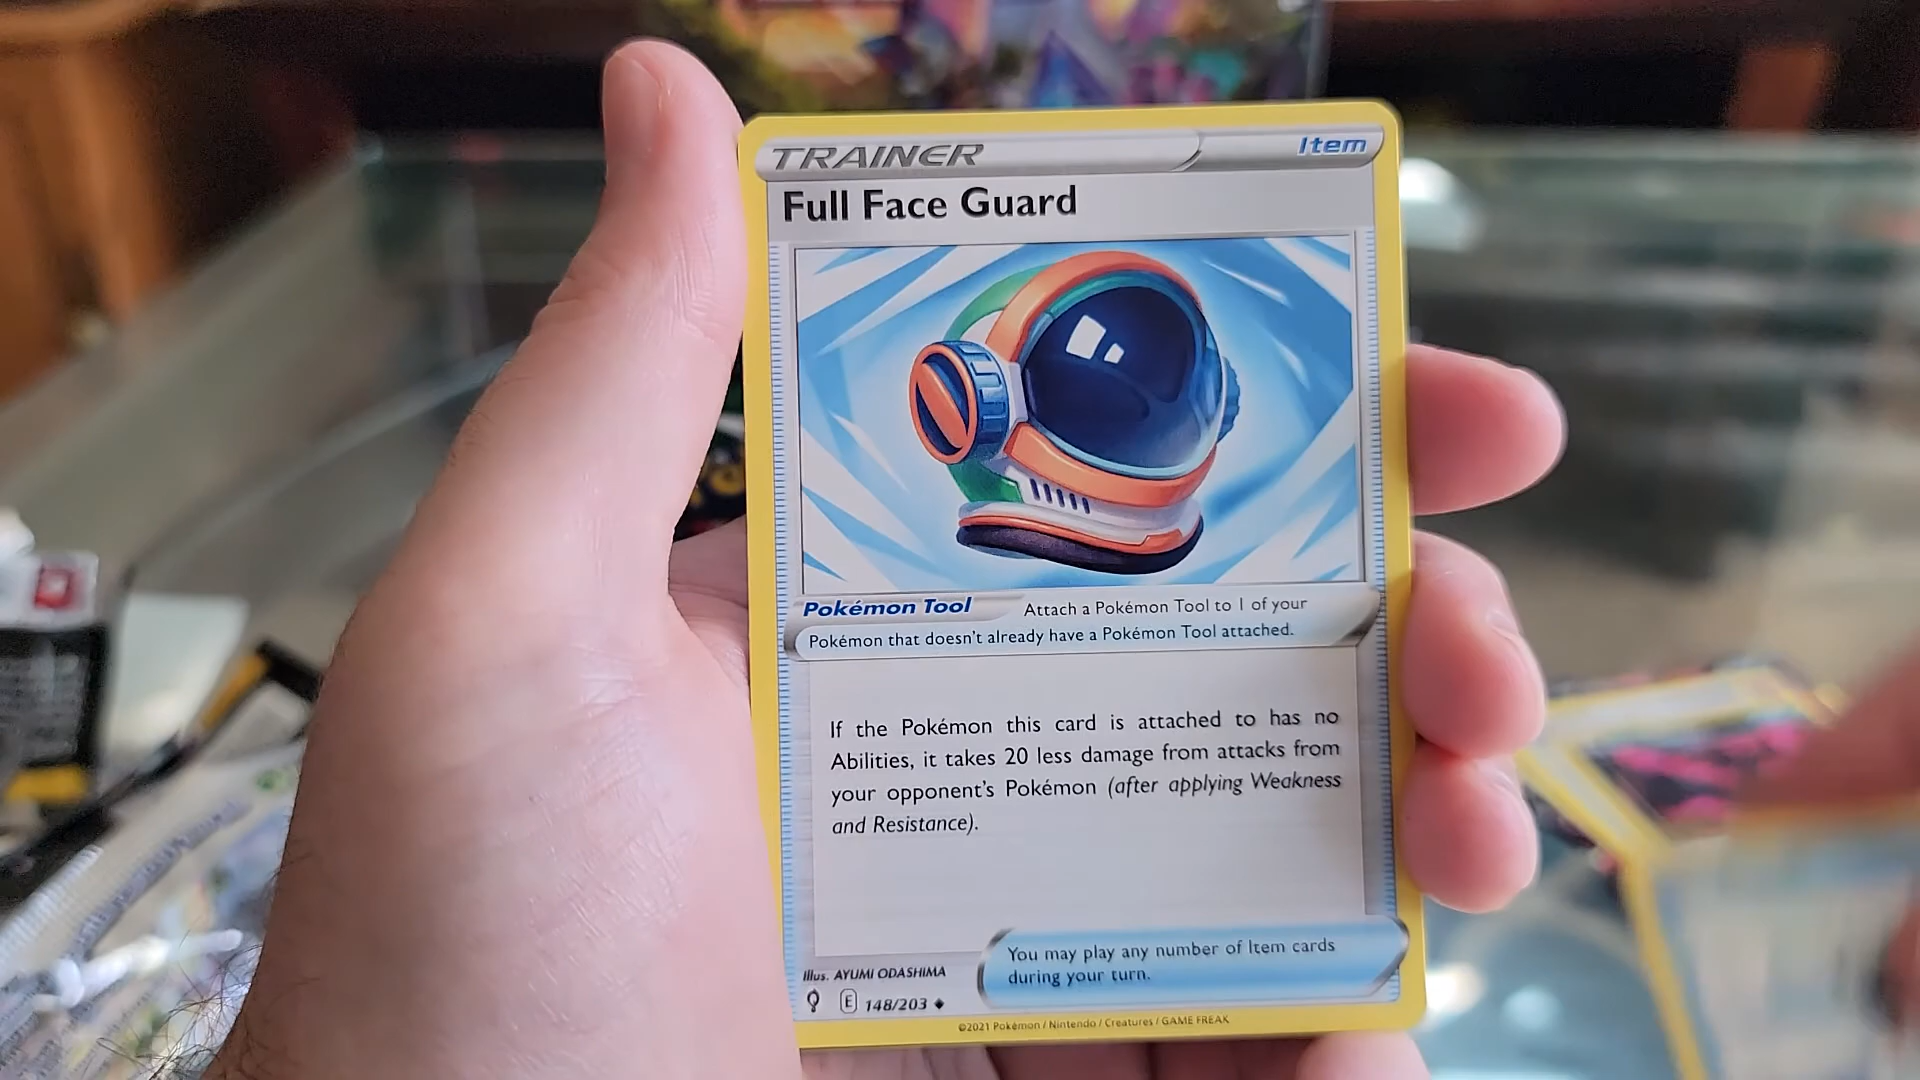 TRAINER
Item
Full Face Guard
Pokémon Tool Attach a Pokémon Tool to 1 of your
Pokémon that doesn't already have a Pokémon Tool attached.
If the Pokémon this card is attached to has no
Abilities, it takes 20 less damage from attacks from
your opponent's Pokémon (after applying Weakness
and Resistance).
You may play any number of Item cards
during your turn.
Illus. AYUMI ODASHIMA
E 148/203
©2021 Pokémon / Nintendo / Creatures / GAME FREAK